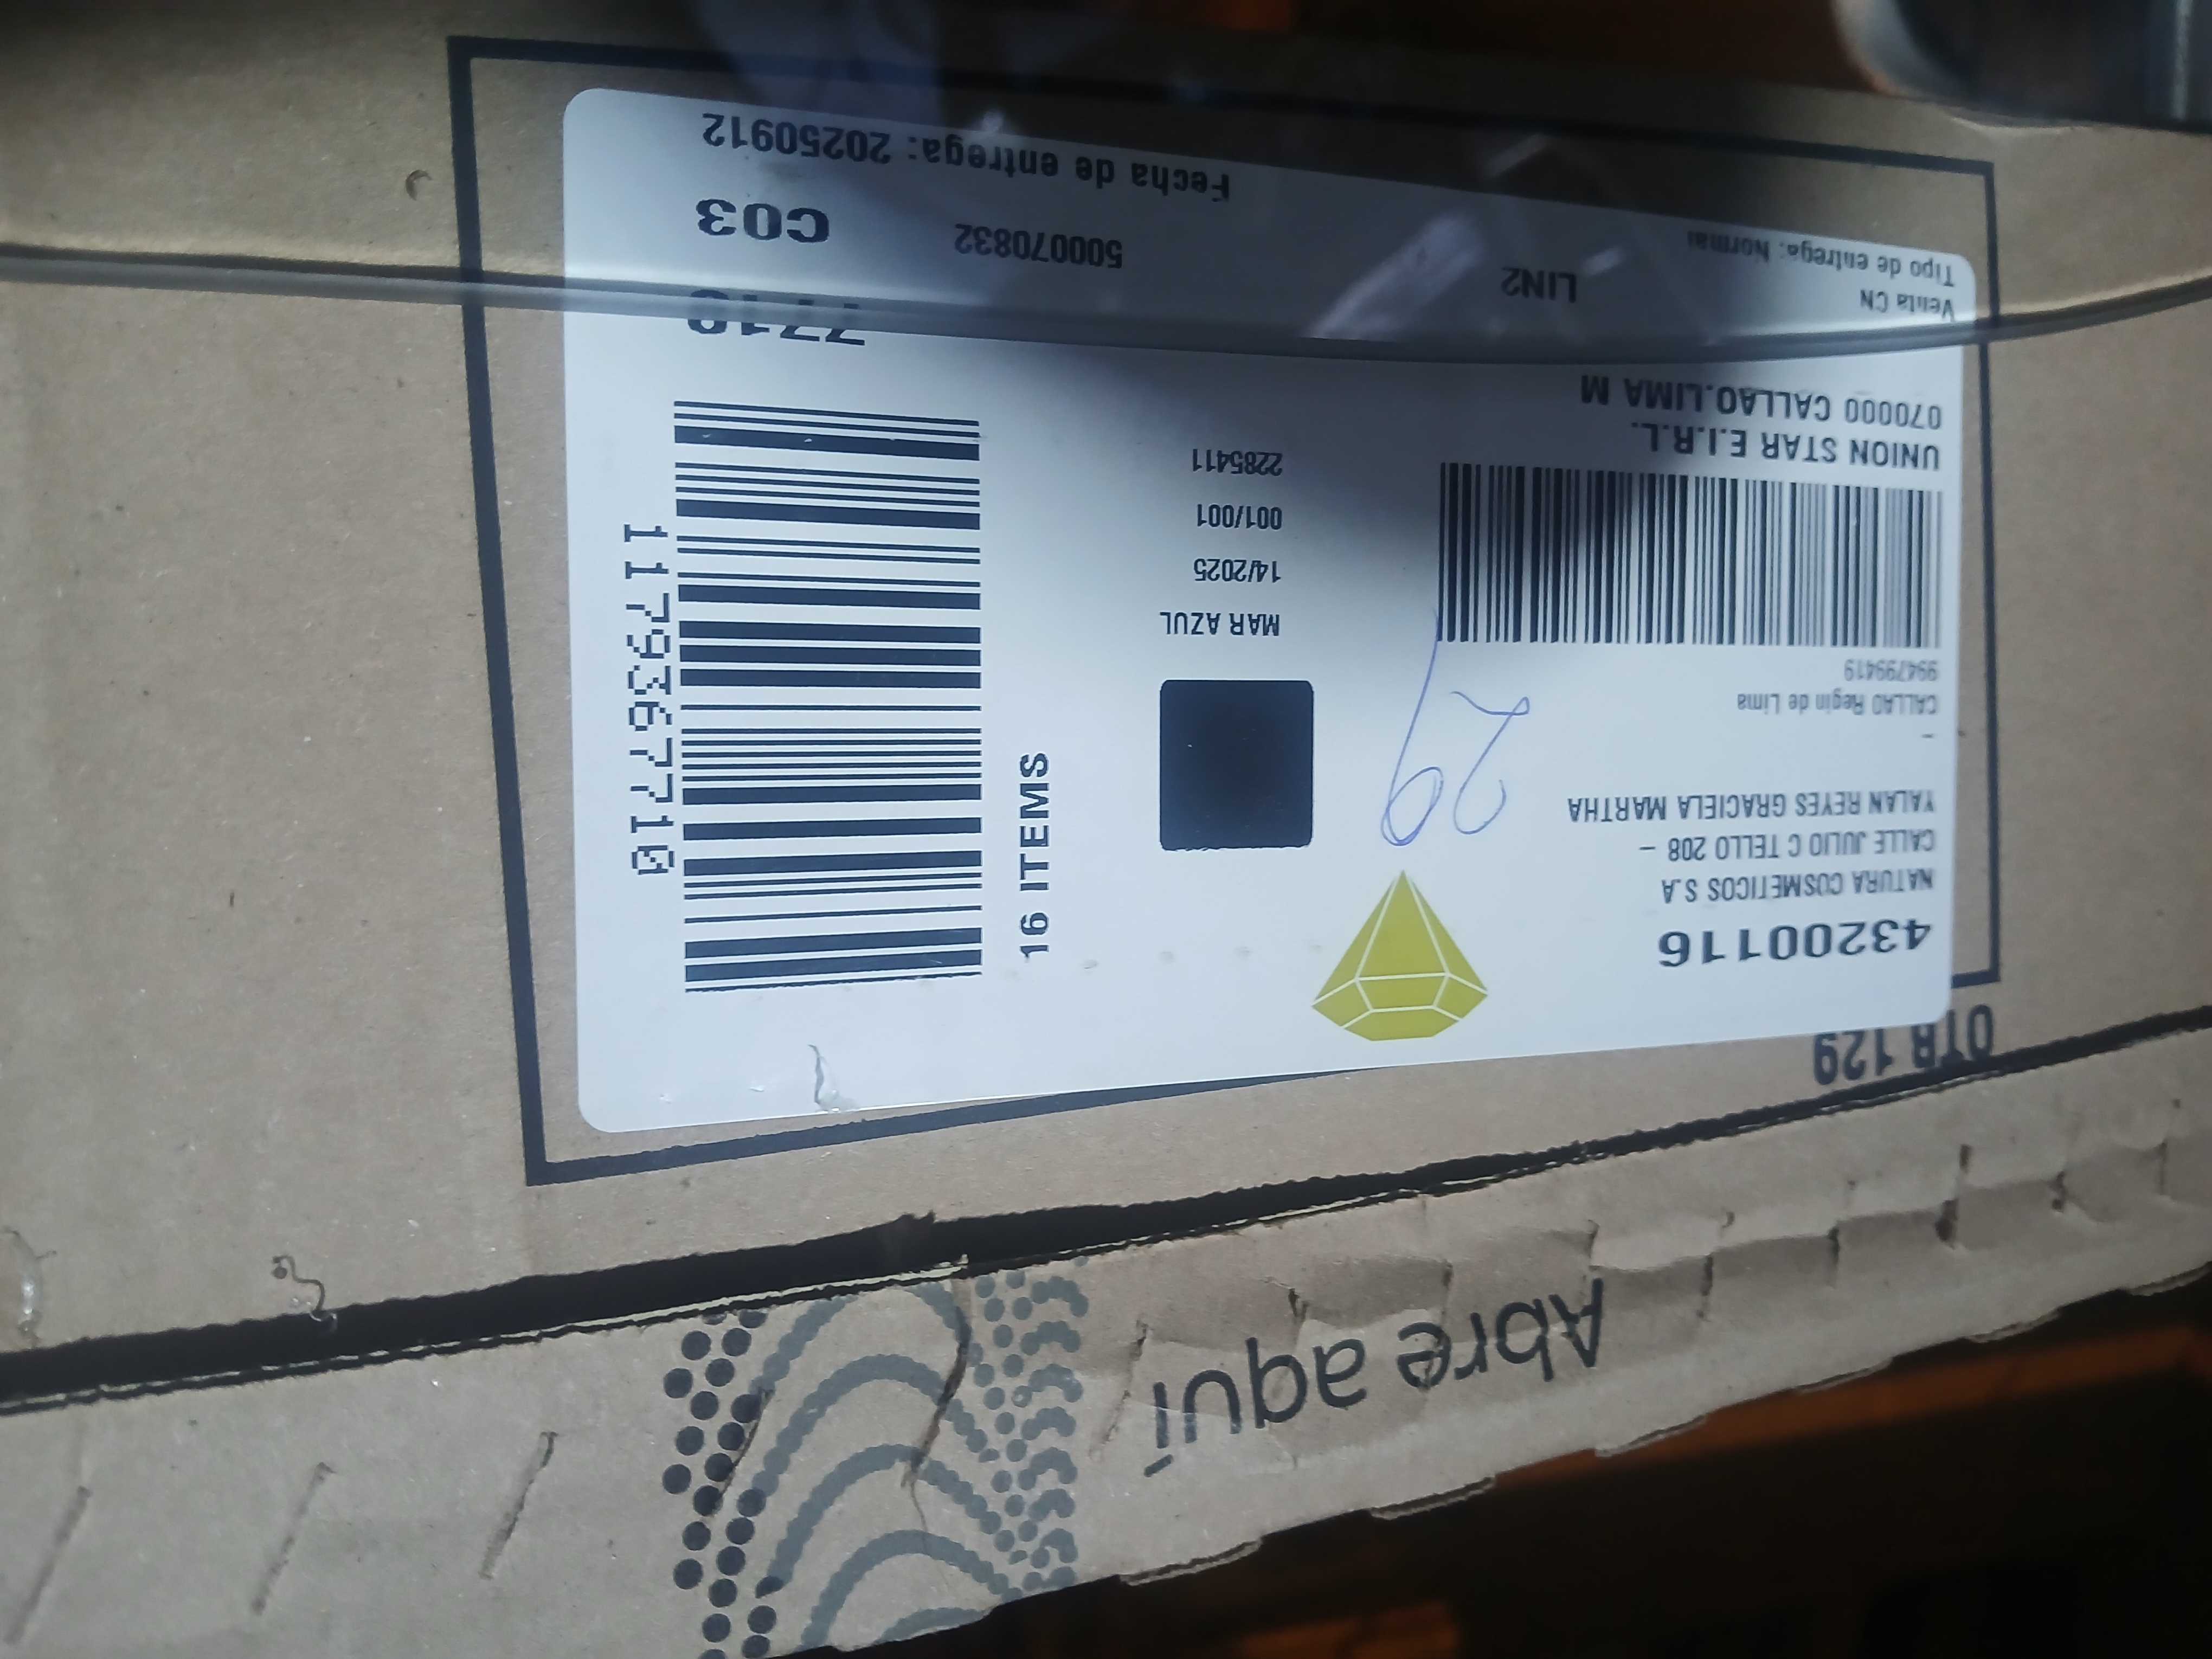 OTR 129
43200116
NATURA COSMETICOS S.A
CALLE JULIO C TELLO 208 -
YALAN REYES GRACIELA MARTHA
-
CALLAO Regin de Lima
994799419
UNION STAR E.I.R.L.
070000 CALLAO.LIMA M
Venta CN
Tipo de entrega: Normal
29
MAR AZUL
14/2025
001/001
2285411
LIN2
500070832
Fecha de entrega: 20250912
16 ITEMS
1179367710
7710
C03
Abre aquí